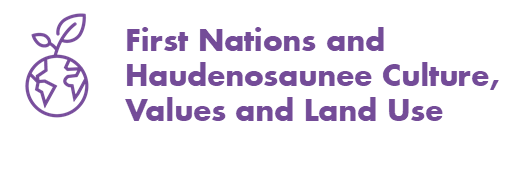 First Nations and
Haudenosaunee Culture,
Values and Land Use